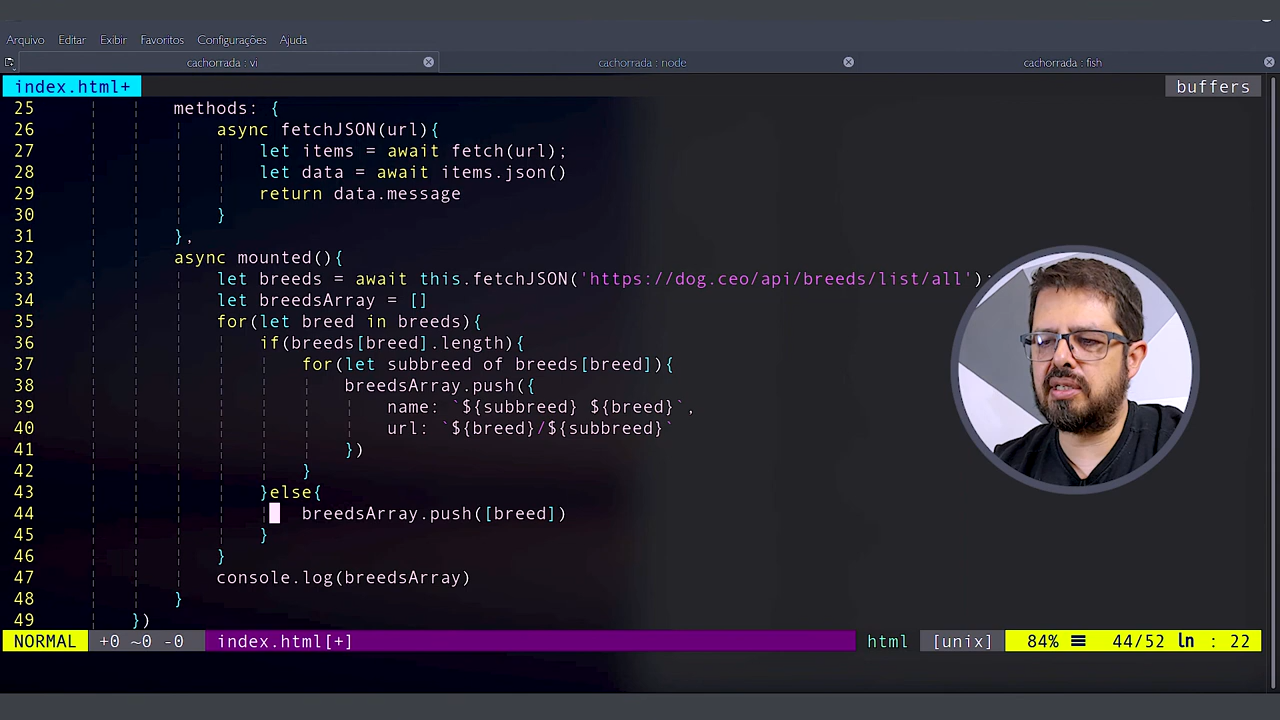 Arquivo Editar Exibir Favoritos Configurações Ajuda
cachorrada : vi cachorrada : node cachorrada : fish
index.html+ buffers
25 methods: {
26 async fetchJSON(url){
27 let items = await fetch(url);
28 let data = await items.json()
29 return data.message
30 }
31 },
32 async mounted(){
33 let breeds = await this.fetchJSON('https://dog.ceo/api/breeds/list/all');
34 let breedsArray = []
35 for(let breed in breeds){
36 if(breeds[breed].length){
37 for(let subbreed of breeds[breed]){
38 breedsArray.push({
39 name: `${subbreed} ${breed}`,
40 url: `${breed}/${subbreed}`
41 })
42 }
43 }else{
44 breedsArray.push([breed])
45 }
46 }
47 console.log(breedsArray)
48 }
49 })
NORMAL +0 ~0 -0 index.html[+] html [unix] 84% ☰ 44/52 ln : 22